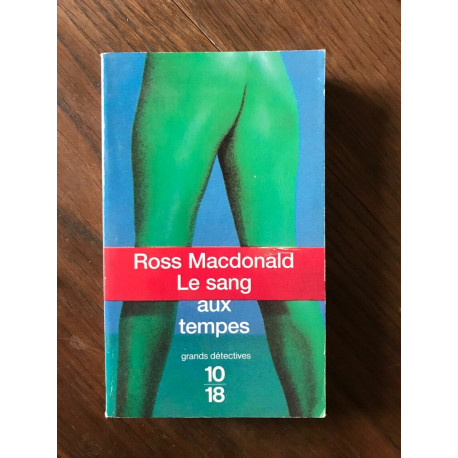 Ross Macdonald
Le sang
aux
tempes
grands détectives
10
18